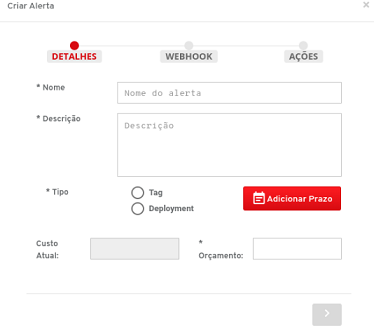 Criar Alerta
×
DETALHES
WEBHOOK
AÇÕES
* Nome
Nome do alerta
* Descrição
Descrição
* Tipo
Tag
Deployment
Adicionar Prazo
Custo
Atual:
*
Orçamento: